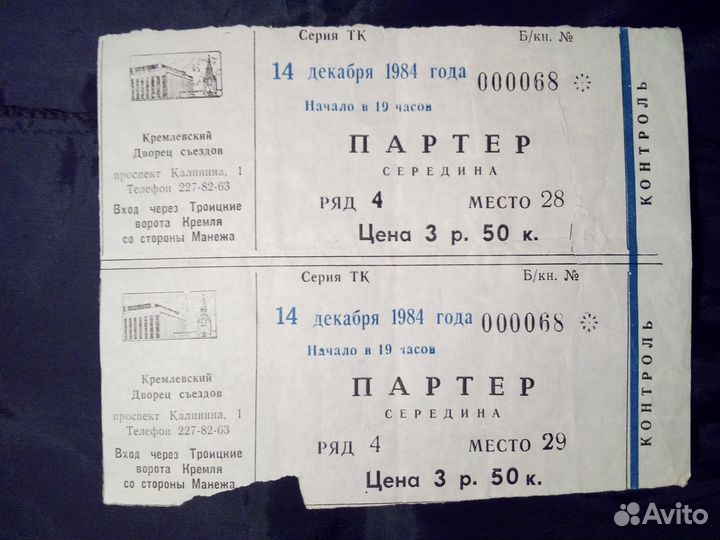 Серия ТК Б/кн. №
14 декабря 1984 года 000068
Начало в 19 часов
Кремлевский
Дворец съездов
проспект Калинина, 1
Телефон 227-82-63
Вход через Троицкие
ворота Кремля
со стороны Манежа
ПАРТЕР
СЕРЕДИНА
РЯД 4 МЕСТО 28
Цена 3 р. 50 к.
КОНТРОЛЬ
Серия ТК Б/кн. №
14 декабря 1984 года 000068
Начало в 19 часов
Кремлевский
Дворец съездов
проспект Калинина, 1
Телефон 227-82-63
Вход через Троицкие
ворота Кремля
со стороны Манежа
ПАРТЕР
СЕРЕДИНА
РЯД 4 МЕСТО 29
Цена 3 р. 50 к.
КОНТРОЛЬ
Avito